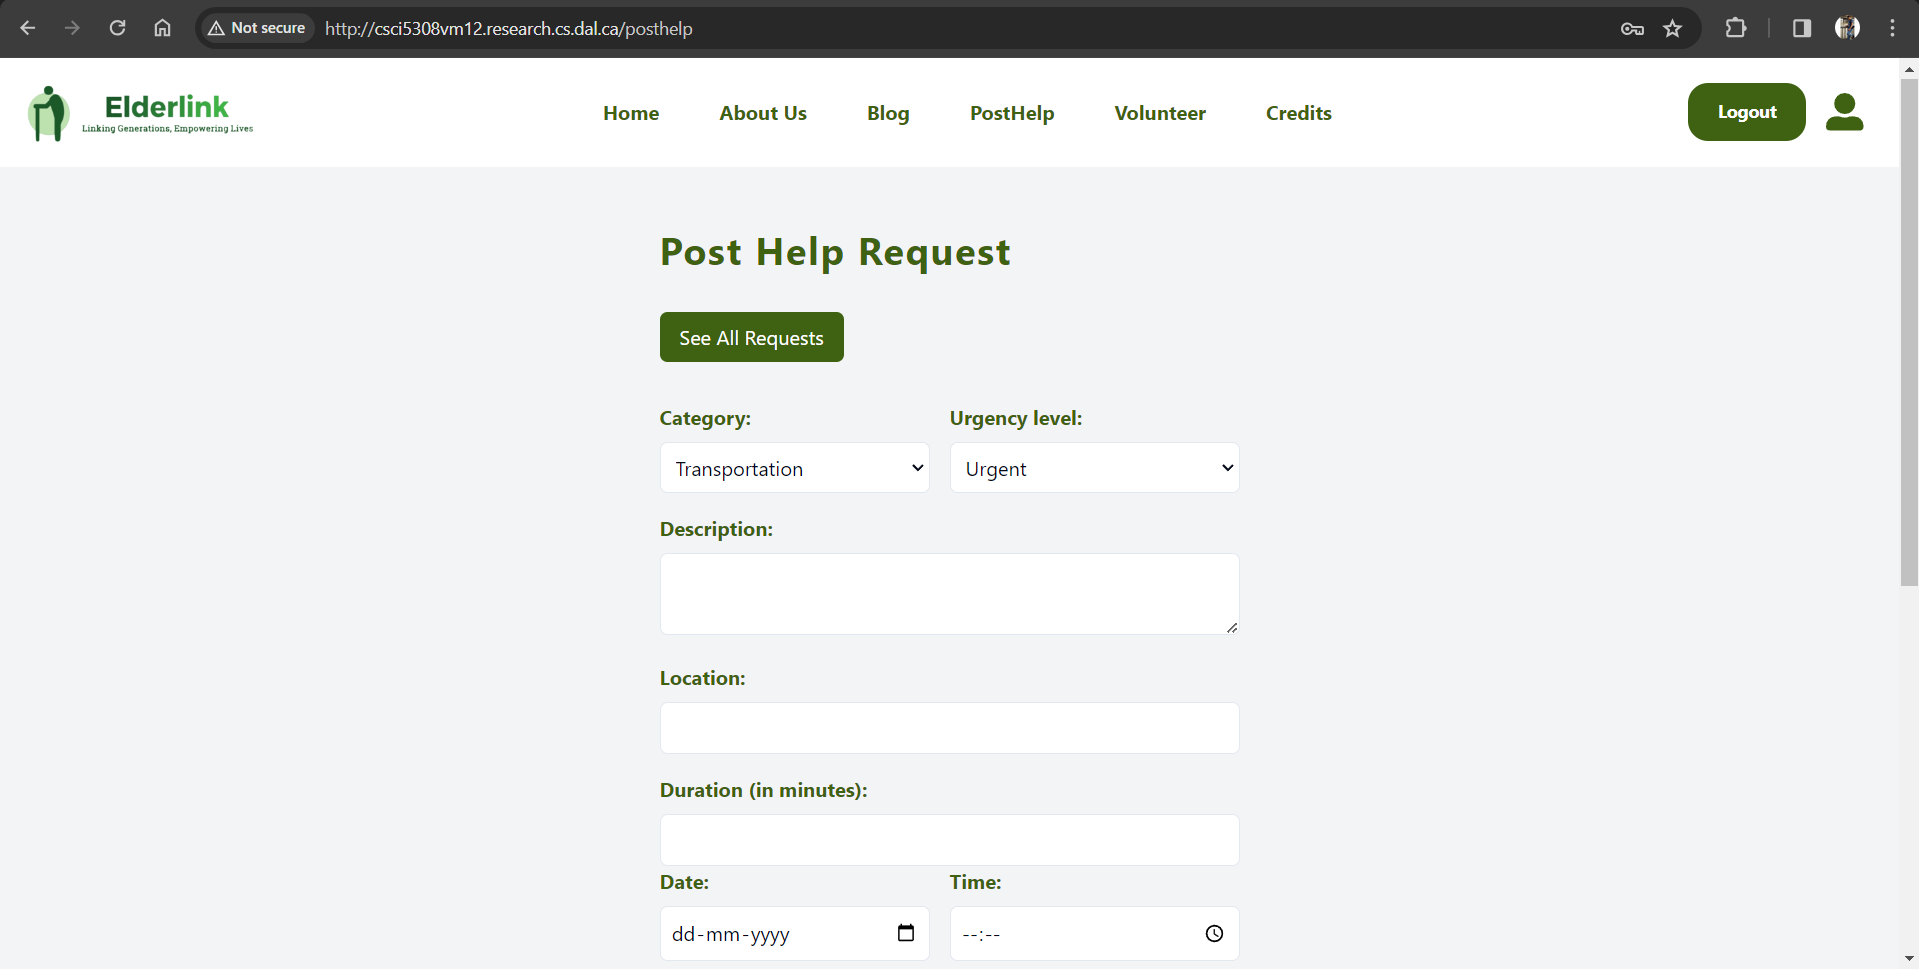 Not secure http://csci5308vm12.research.cs.dal.ca/posthelp
Elderlink
Linking Generations, Empowering Lives
Home About Us Blog PostHelp Volunteer Credits
Logout
Post Help Request
See All Requests
Category: Urgency level:
Transportation Urgent
Description:
Location:
Duration (in minutes):
Date: Time:
dd-mm-yyyy --:--